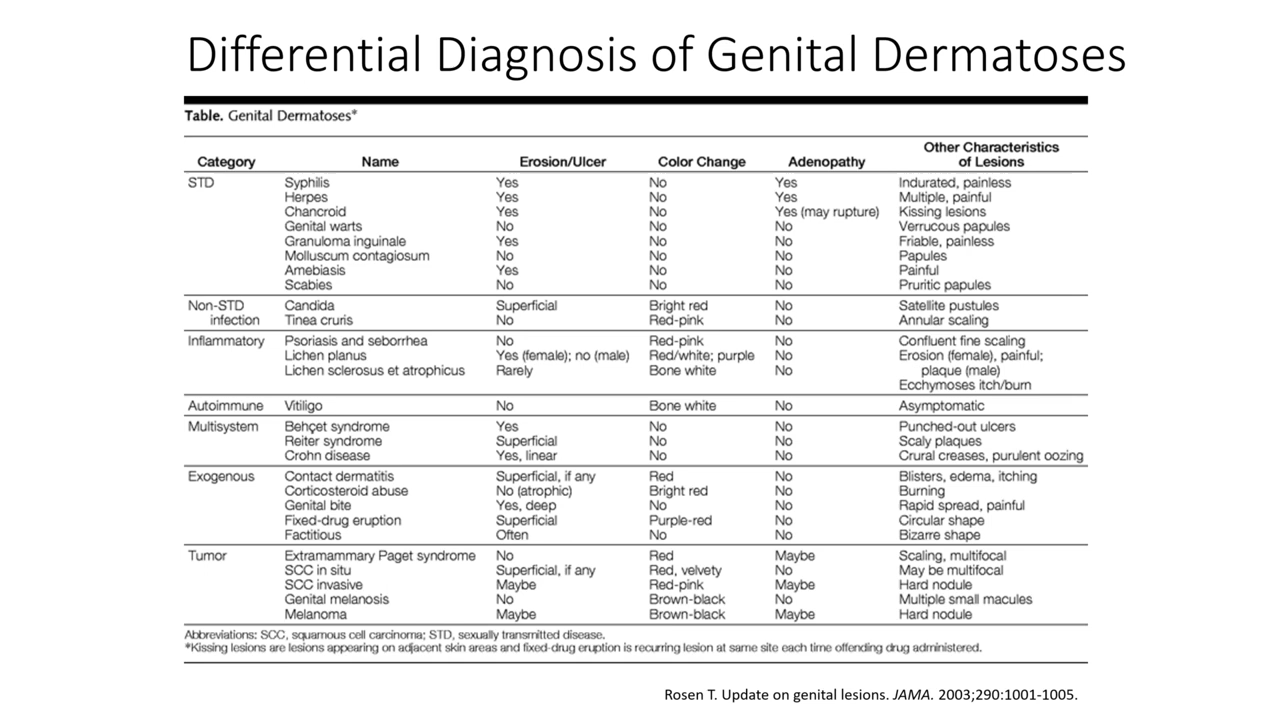 Differential Diagnosis of Genital Dermatoses
Table. Genital Dermatoses*
Category Name Erosion/Ulcer Color Change Adenopathy Other Characteristics of Lesions
STD Syphilis Yes No Yes Indurated, painless
Herpes Yes No Yes Multiple, painful
Chancroid Yes No Yes (may rupture) Kissing lesions
Genital warts No No No Verrucous papules
Granuloma inguinale Yes No No Friable, painless
Molluscum contagiosum No No No Papules
Amebiasis Yes No No Painful
Scabies No No No Pruritic papules
Non-STD Candida Superficial Bright red No Satellite pustules
infection Tinea cruris No Red-pink No Annular scaling
Inflammatory Psoriasis and seborrhea No Red-pink No Confluent fine scaling
Lichen planus Yes (female); no (male) Red/white; purple No Erosion (female), painful;
Lichen sclerosus et atrophicus Rarely Bone white No plaque (male)
Ecchymoses itch/burn
Autoimmune Vitiligo No Bone white No Asymptomatic
Multisystem Behçet syndrome Yes No No Punched-out ulcers
Reiter syndrome Superficial No No Scaly plaques
Crohn disease Yes, linear No No Crural creases, purulent oozing
Exogenous Contact dermatitis Superficial, if any Red No Blisters, edema, itching
Corticosteroid abuse No (atrophic) Bright red No Burning
Genital bite Yes, deep No No Rapid spread, painful
Fixed-drug eruption Superficial Purple-red No Circular shape
Factitious Often No No Bizarre shape
Tumor Extramammary Paget syndrome No Red Maybe Scaling, multifocal
SCC in situ Superficial, if any Red, velvety No May be multifocal
SCC invasive Maybe Red-pink Maybe Hard nodule
Genital melanosis No Brown-black No Multiple small macules
Melanoma Maybe Brown-black Maybe Hard nodule
Abbreviations: SCC, squamous cell carcinoma; STD, sexually transmitted disease.
*Kissing lesions are lesions appearing on adjacent skin areas and fixed-drug eruption is recurring lesion at same site each time offending drug administered.
Rosen T. Update on genital lesions. JAMA. 2003;290:1001-1005.